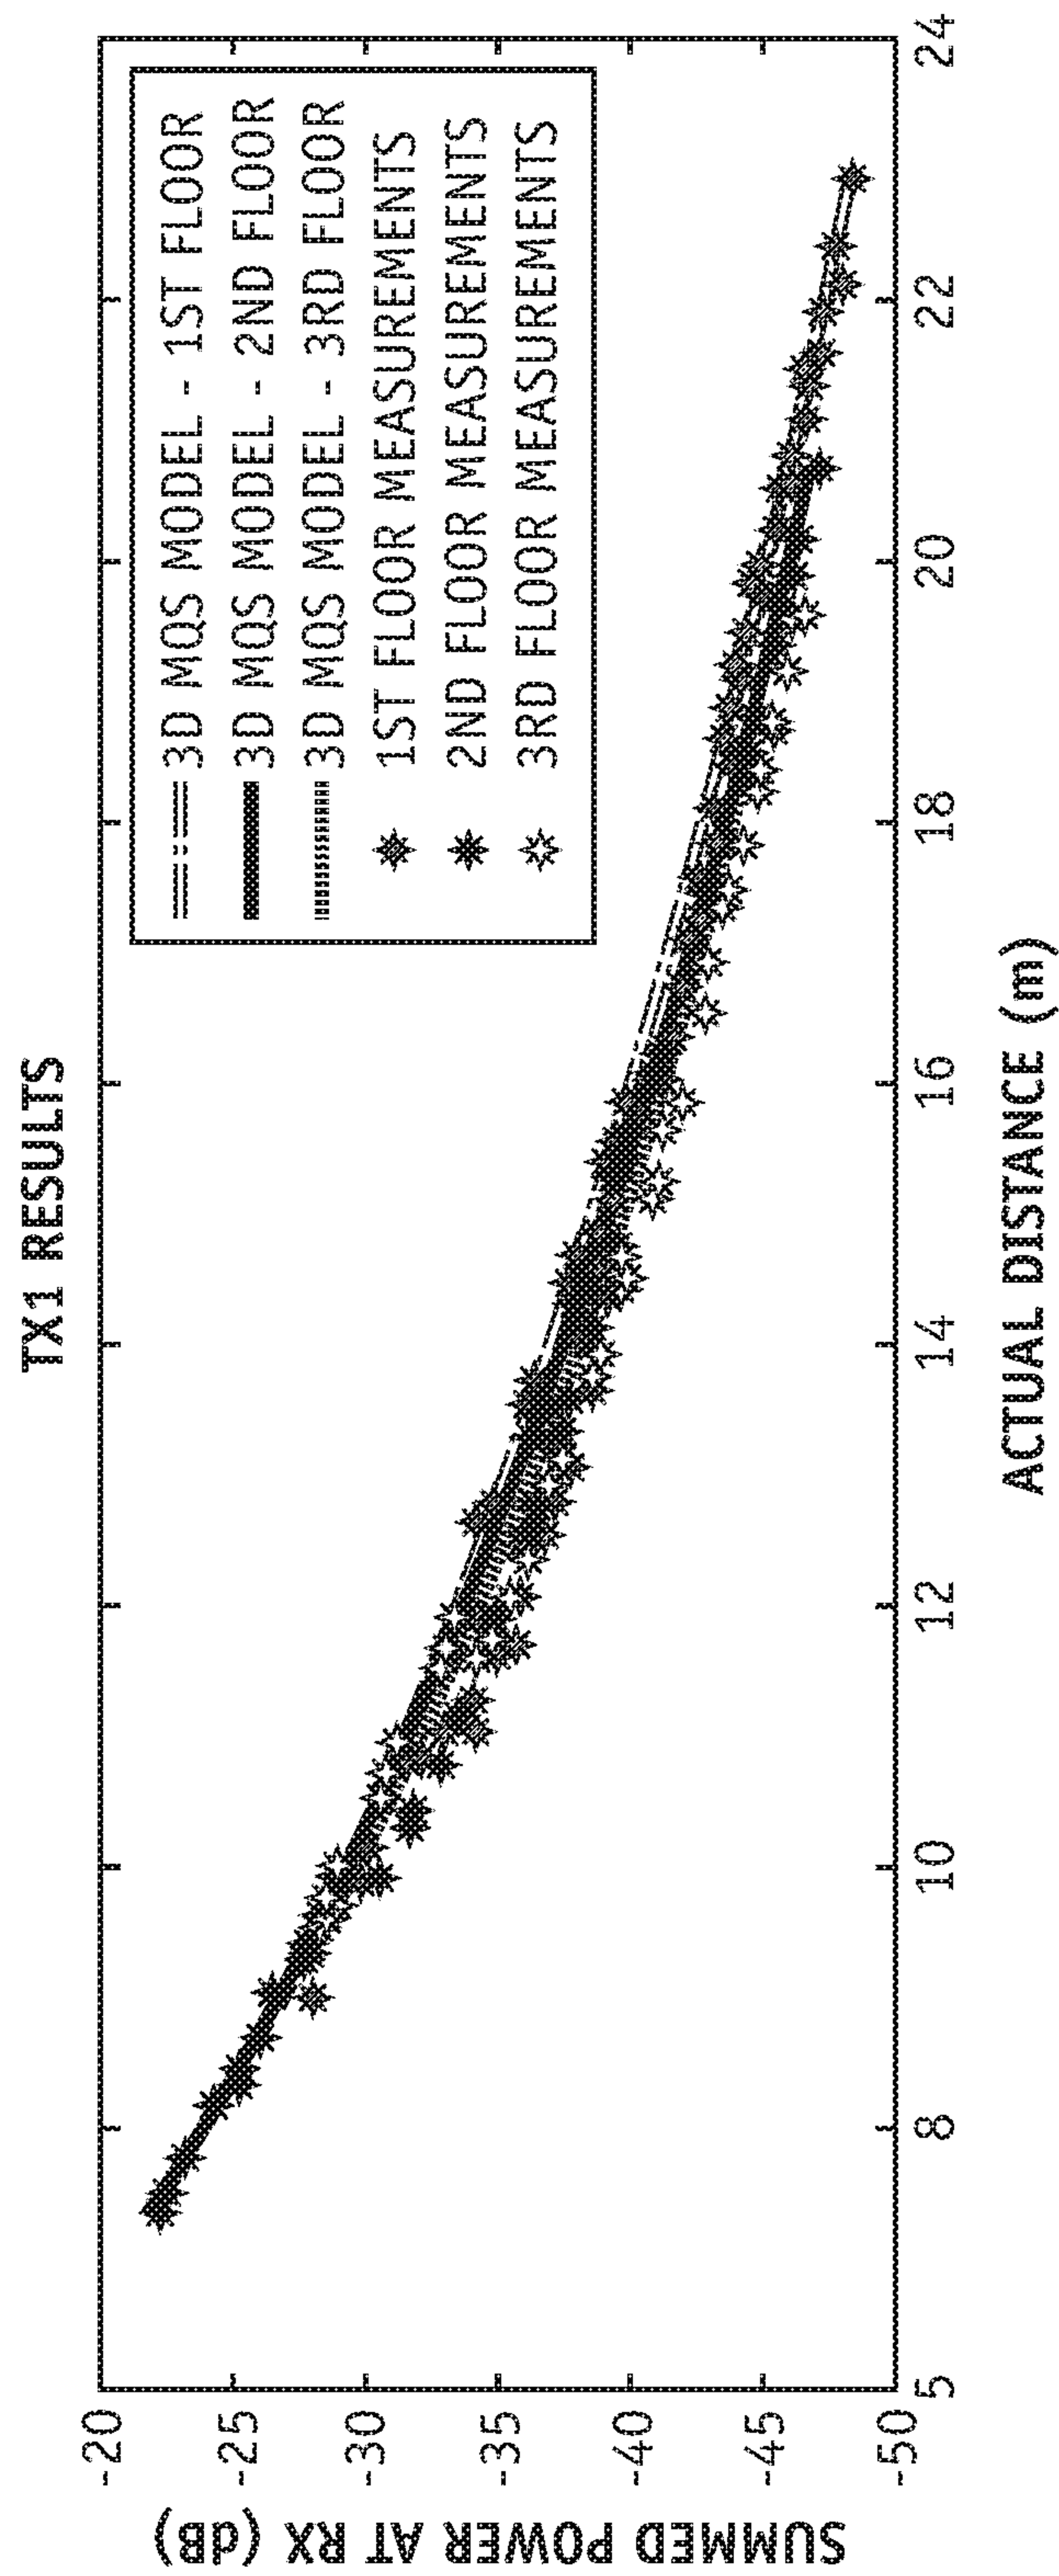 TX1 RESULTS
3D MQS MODEL - 1ST FLOOR
3D MQS MODEL - 2ND FLOOR
3D MQS MODEL - 3RD FLOOR
1ST FLOOR MEASUREMENTS
2ND FLOOR MEASUREMENTS
3RD FLOOR MEASUREMENTS
SUMMED POWER AT RX (dB)
-20
-25
-30
-35
-40
-45
-50
5 8 10 12 14 16 18 20 22 24
ACTUAL DISTANCE (m)